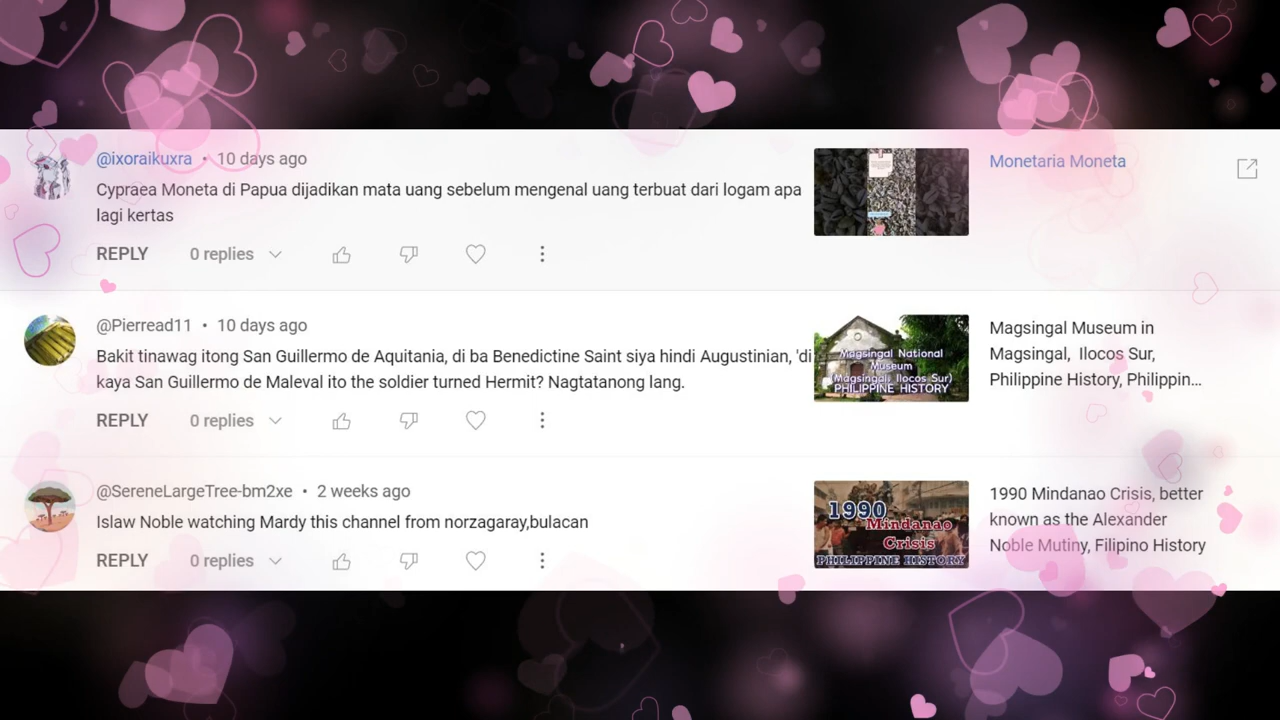 @ixoraikuxra • 10 days ago
Cypraea Moneta di Papua dijadikan mata uang sebelum mengenal uang terbuat dari logam apa
lagi kertas
REPLY 0 replies
Monetaria Moneta
@Pierread11 • 10 days ago
Bakit tinawag itong San Guillermo de Aquitania, di ba Benedictine Saint siya hindi Augustinian, 'di
kaya San Guillermo de Maleval ito the soldier turned Hermit? Nagtatanong lang.
REPLY 0 replies
Magsingal National
Museum
(Magsingal, Ilocos Sur)
PHILIPPINE HISTORY
Magsingal Museum in
Magsingal, Ilocos Sur,
Philippine History, Philippin...
@SereneLargeTree-bm2xe • 2 weeks ago
Islaw Noble watching Mardy this channel from norzagaray,bulacan
REPLY 0 replies
1990
Mindanao
Crisis
PHILIPPINE HISTORY
1990 Mindanao Crisis, better
known as the Alexander
Noble Mutiny, Filipino History